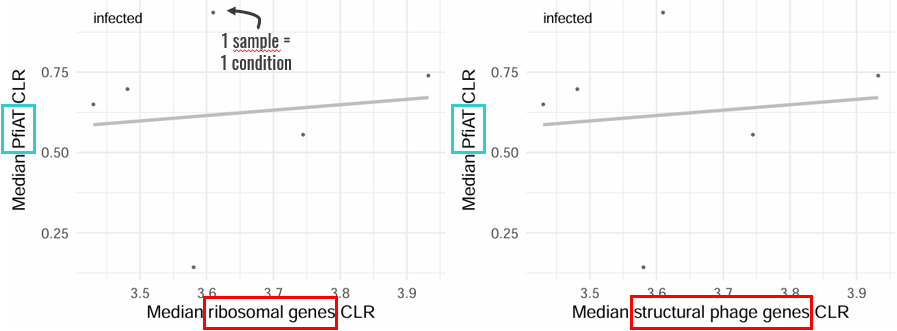 infected
1 sample =
1 condition
0.75
0.50
0.25
Median PfiAT CLR
3.5
3.6
3.7
3.8
3.9
Median ribosomal genes CLR
infected
0.75
0.50
0.25
Median PfiAT CLR
3.5
3.6
3.7
3.8
3.9
Median structural phage genes CLR